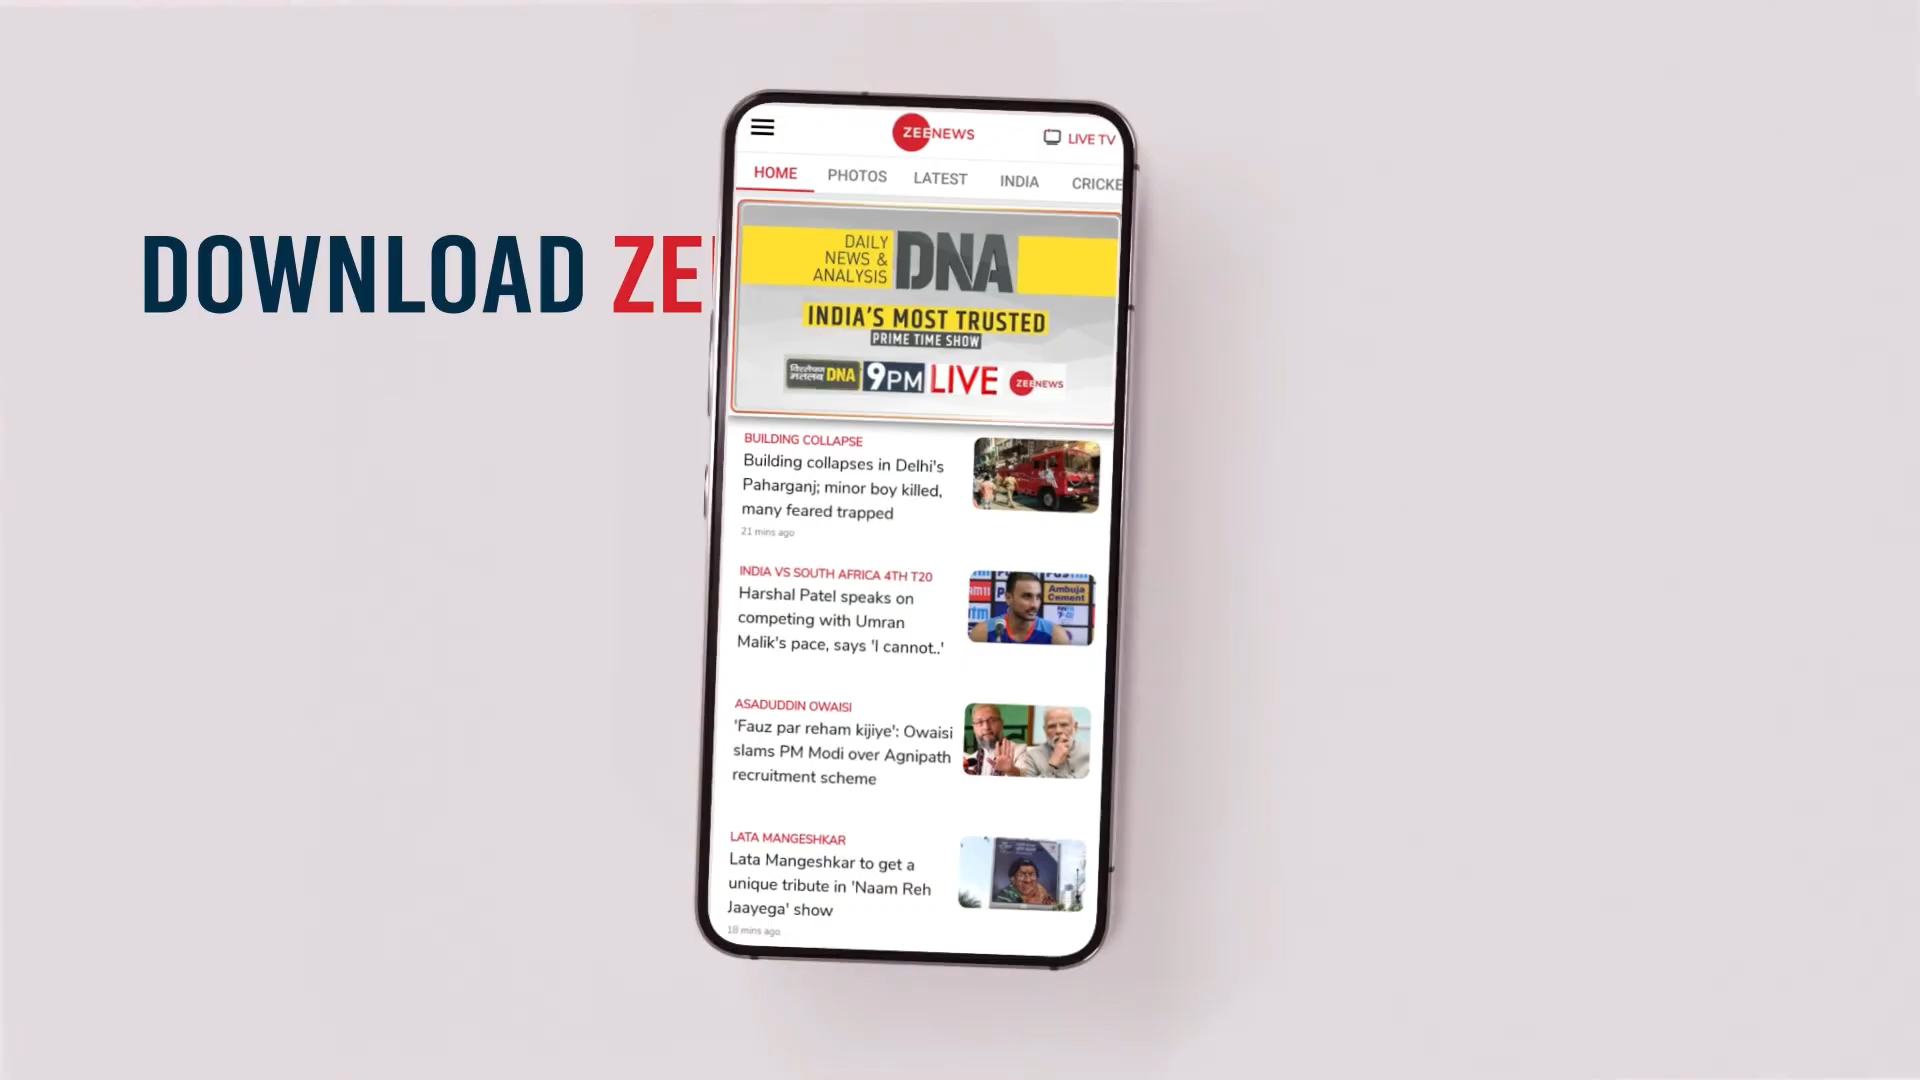 DOWNLOAD ZE
ZEENEWS
LIVE TV
HOME PHOTOS LATEST INDIA CRICKE
DAILY
NEWS &
ANALYSIS
DNA
INDIA'S MOST TRUSTED
PRIME TIME SHOW
विश्लेषण
मतलब
DNA
9PM LIVE
ZEENEWS
BUILDING COLLAPSE
Building collapses in Delhi's
Paharganj; minor boy killed,
many feared trapped
21 mins ago
INDIA VS SOUTH AFRICA 4TH T20
Harshal Patel speaks on
competing with Umran
Malik's pace, says 'I cannot..'
Ambuja
Cement
ASADUDDIN OWAISI
'Fauz par reham kijiye': Owaisi
slams PM Modi over Agnipath
recruitment scheme
LATA MANGESHKAR
Lata Mangeshkar to get a
unique tribute in 'Naam Reh
Jaayega' show
18 mins ago